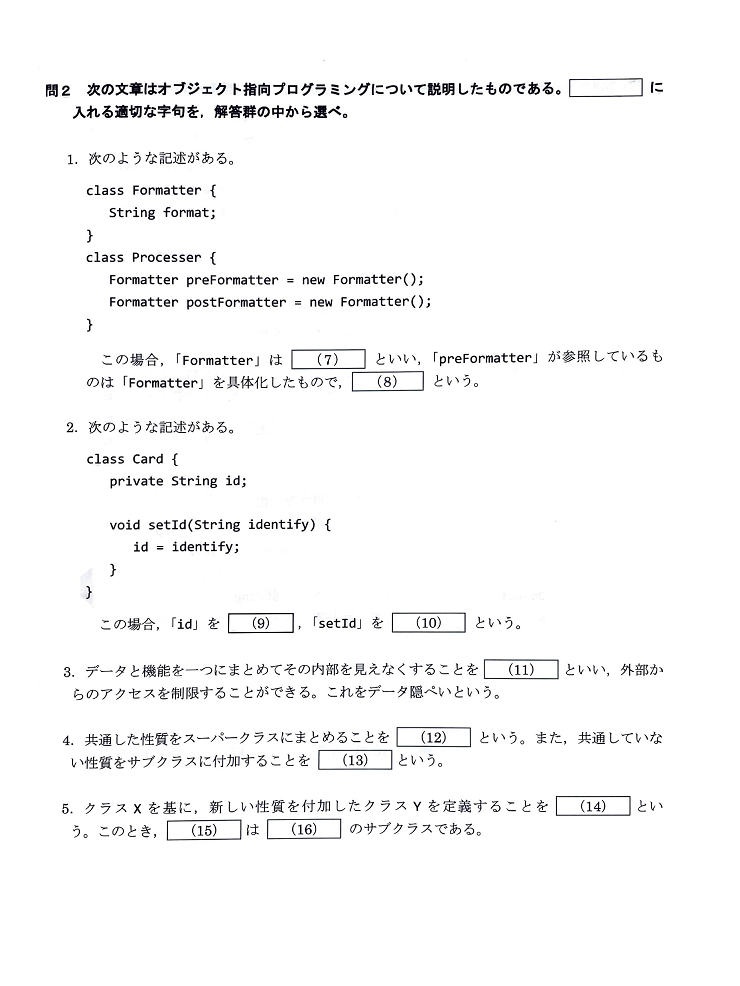 問2 次の文章はオブジェクト指向プログラミングについて説明したものである。 に
入れる適切な字句を，解答群の中から選べ。
1. 次のような記述がある。
class Formatter {
String format;
}
class Processer {
Formatter preFormatter = new Formatter();
Formatter postFormatter = new Formatter();
}
この場合，「Formatter」は (7) といい，「preFormatter」が参照しているも
のは「Formatter」を具体化したもので， (8) という。
2. 次のような記述がある。
class Card {
private String id;
void setId(String identify) {
id = identify;
}
}
この場合，「id」を (9) ，「setId」を (10) という。
3. データと機能を一つにまとめてその内部を見えなくすることを (11) といい，外部か
らのアクセスを制限することができる。これをデータ隠ぺいという。
4. 共通した性質をスーパークラスにまとめることを (12) という。また，共通していな
い性質をサブクラスに付加することを (13) という。
5. クラス X を基に，新しい性質を付加したクラス Y を定義することを (14) とい
う。このとき， (15) は (16) のサブクラスである。